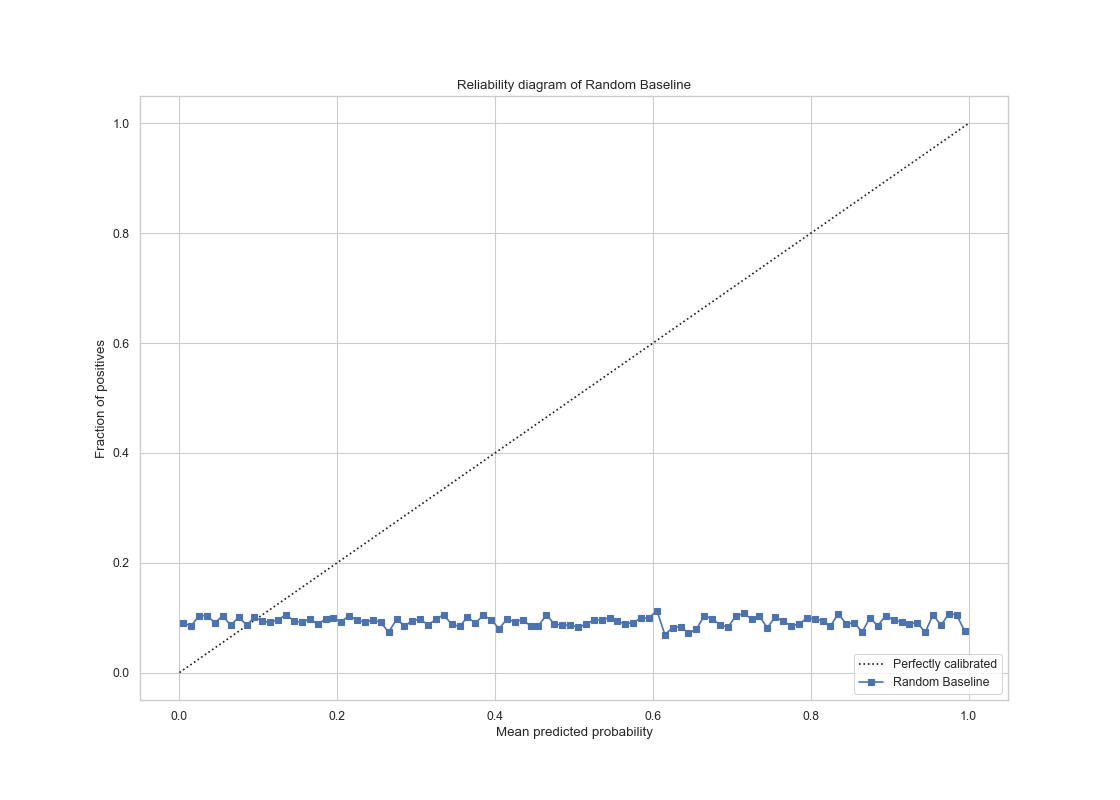 Reliability diagram of Random Baseline
1.0
0.8
0.6
0.4
0.2
0.0
Fraction of positives
0.0 0.2 0.4 0.6 0.8 1.0
Mean predicted probability
Perfectly calibrated
Random Baseline